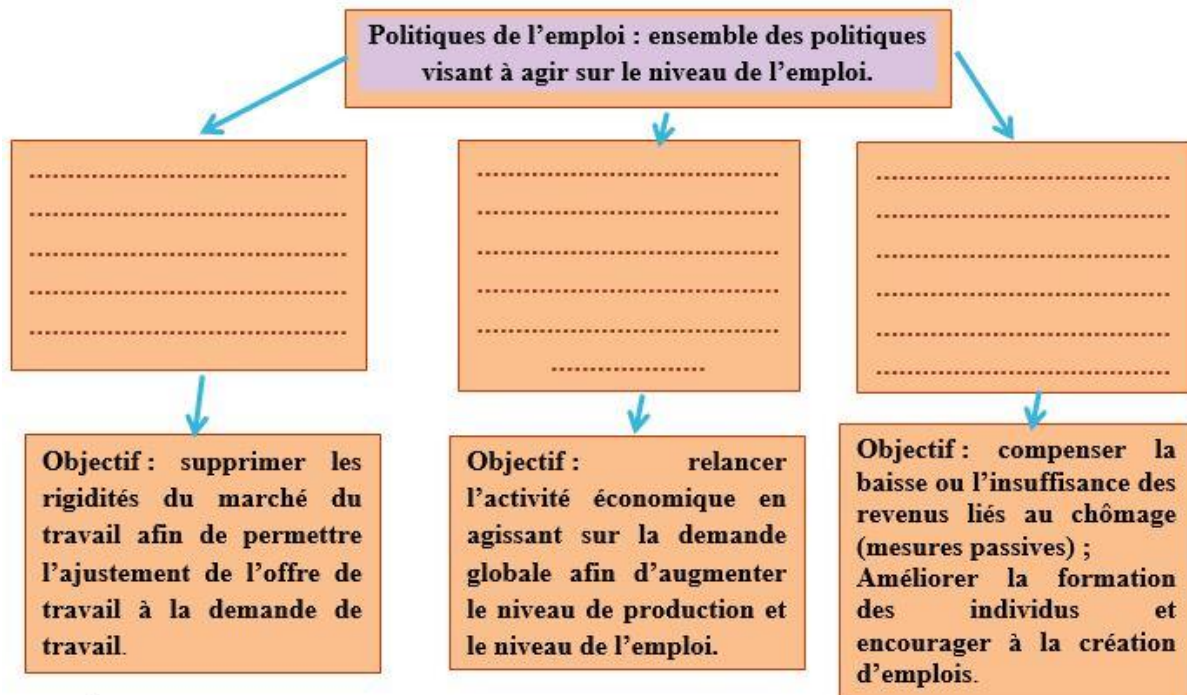 Politiques de l'emploi : ensemble des politiques
visant à agir sur le niveau de l'emploi.
................................................
................................................
................................................
................................................
................................................
................................................
................................................
................................................
................................................
................................................
.....................
................................................
................................................
................................................
................................................
................................................
................................................
Objectif : supprimer les
rigidités du marché du
travail afin de permettre
l'ajustement de l'offre de
travail à la demande de
travail.
Objectif : relancer
l'activité économique en
agissant sur la demande
globale afin d'augmenter
le niveau de production et
le niveau de l'emploi.
Objectif : compenser la
baisse ou l'insuffisance des
revenus liés au chômage
(mesures passives) ;
Améliorer la formation
des individus et
encourager à la création
d'emplois.